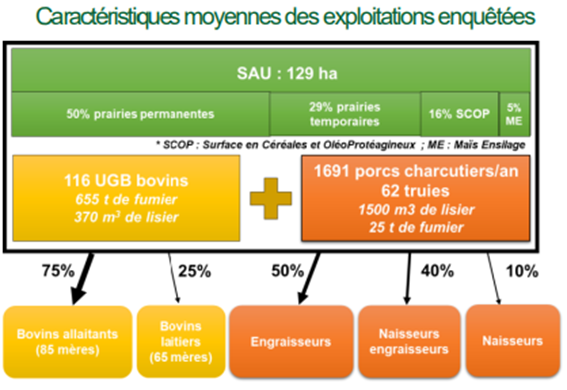 Caractéristiques moyennes des exploitations enquêtées
SAU : 129 ha
50% prairies permanentes
29% prairies
temporaires
16% SCOP
5%
ME
* SCOP : Surface en Céréales et OléoProtéagineux ; ME : Maïs Ensilage
116 UGB bovins
655 t de fumier
370 m³ de lisier
1691 porcs charcutiers/an
62 truies
1500 m3 de lisier
25 t de fumier
75%
25%
50%
40%
10%
Bovins allaitants
(85 mères)
Bovins
laitiers
(65 mères)
Engraisseurs
Naisseurs
engraisseurs
Naisseurs